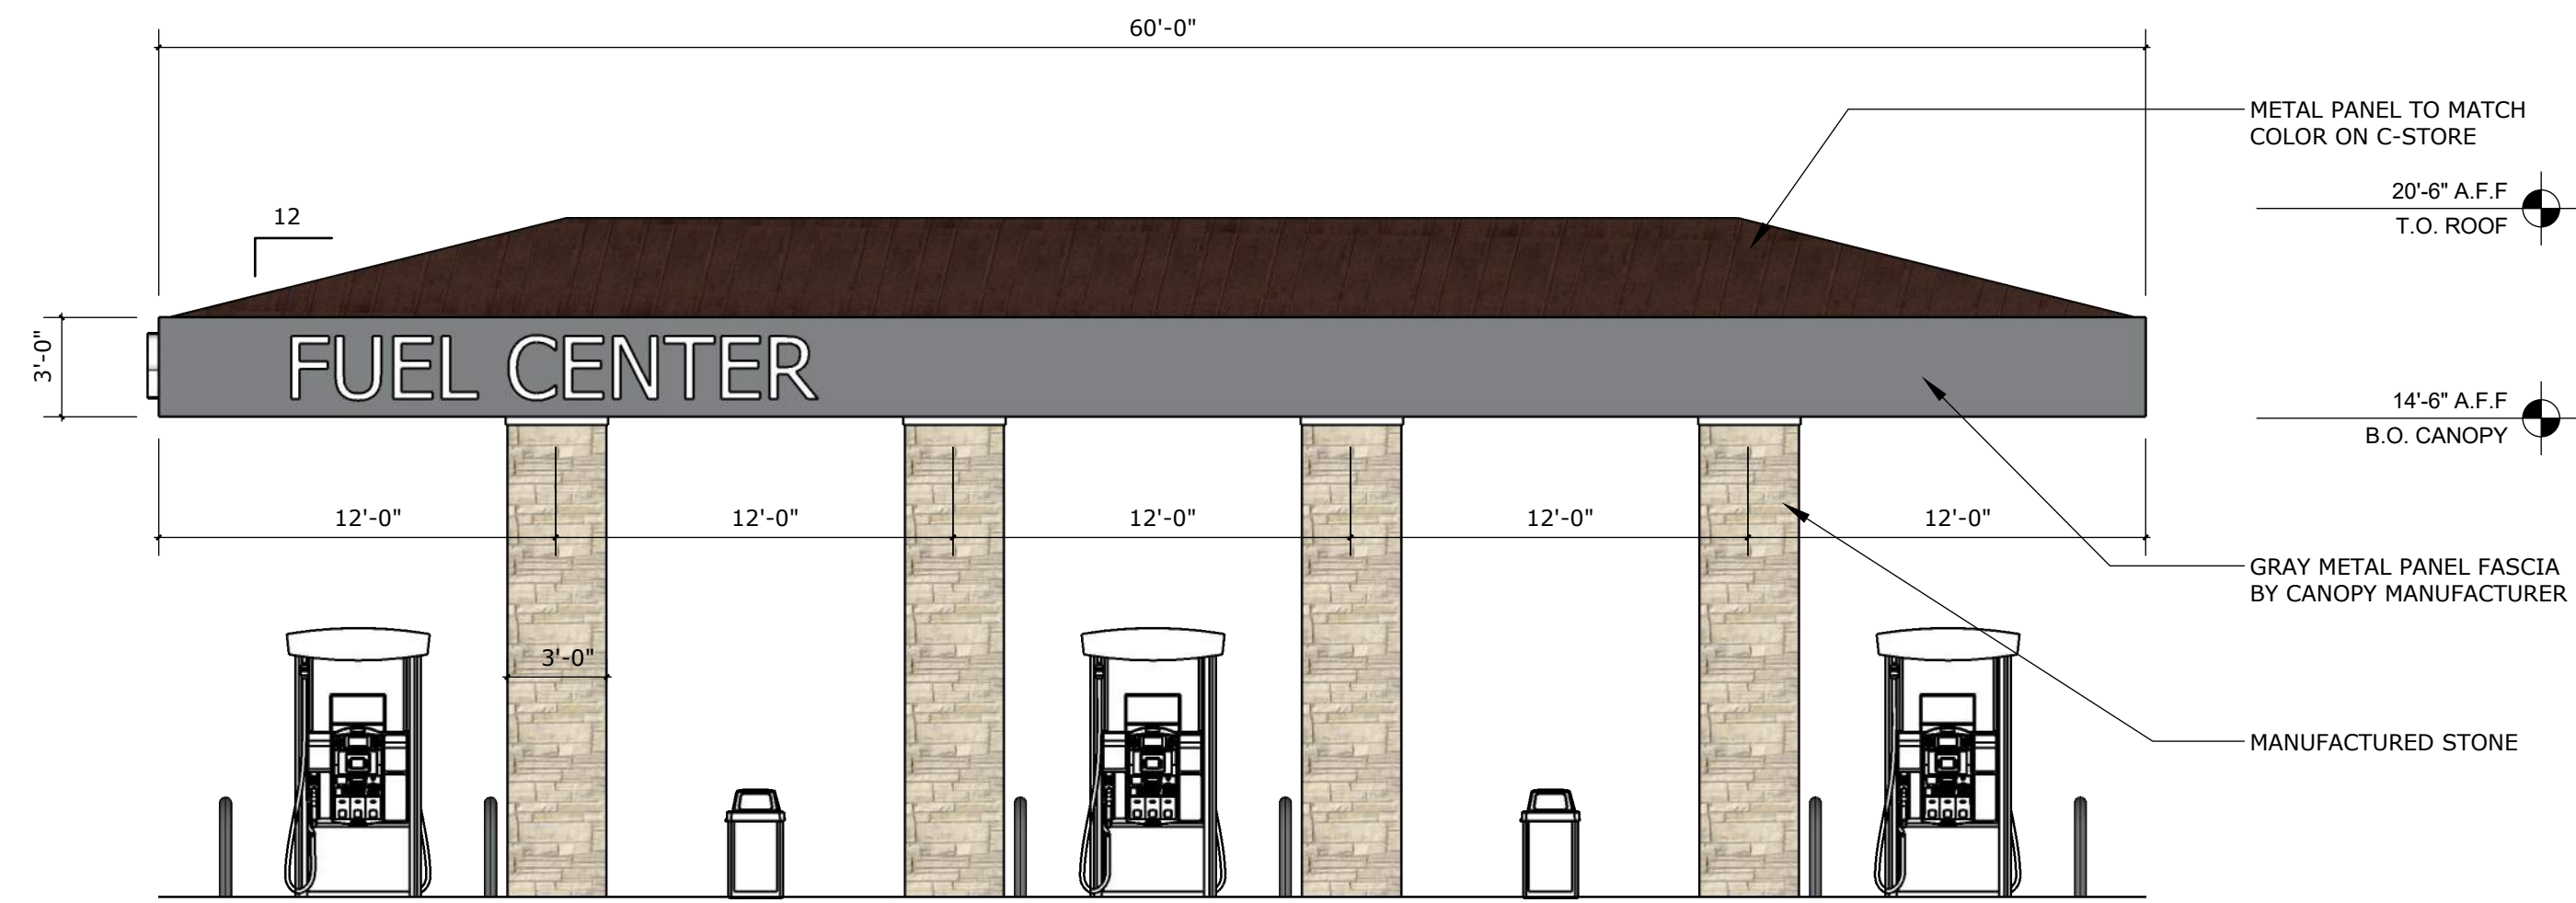 60'-0"
METAL PANEL TO MATCH
COLOR ON C-STORE
20'-6" A.F.F
T.O. ROOF
12
3'-0"
FUEL CENTER
14'-6" A.F.F
B.O. CANOPY
12'-0"
12'-0"
12'-0"
12'-0"
12'-0"
GRAY METAL PANEL FASCIA
BY CANOPY MANUFACTURER
3'-0"
MANUFACTURED STONE